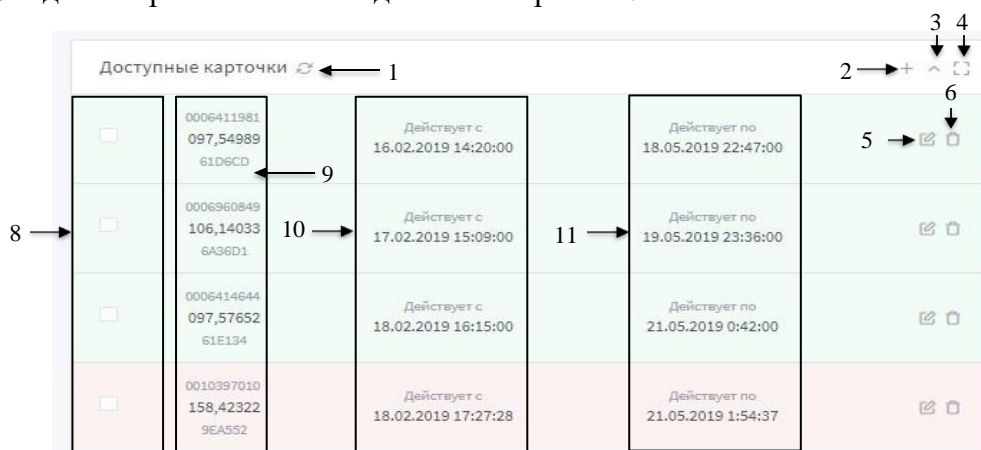 3 4
Доступные карточки 1 2
6
0006411981
097,54989
61D6CD
Действует с
16.02.2019 14:20:00
Действует по
18.05.2019 22:47:00
5
9
0006960849
106,14033
6A36D1
8
10
Действует с
17.02.2019 15:09:00
11
Действует по
19.05.2019 23:36:00
0006414644
097,57652
61E134
Действует с
18.02.2019 16:15:00
Действует по
21.05.2019 0:42:00
0010397010
158,42322
9EA552
Действует с
18.02.2019 17:27:28
Действует по
21.05.2019 1:54:37